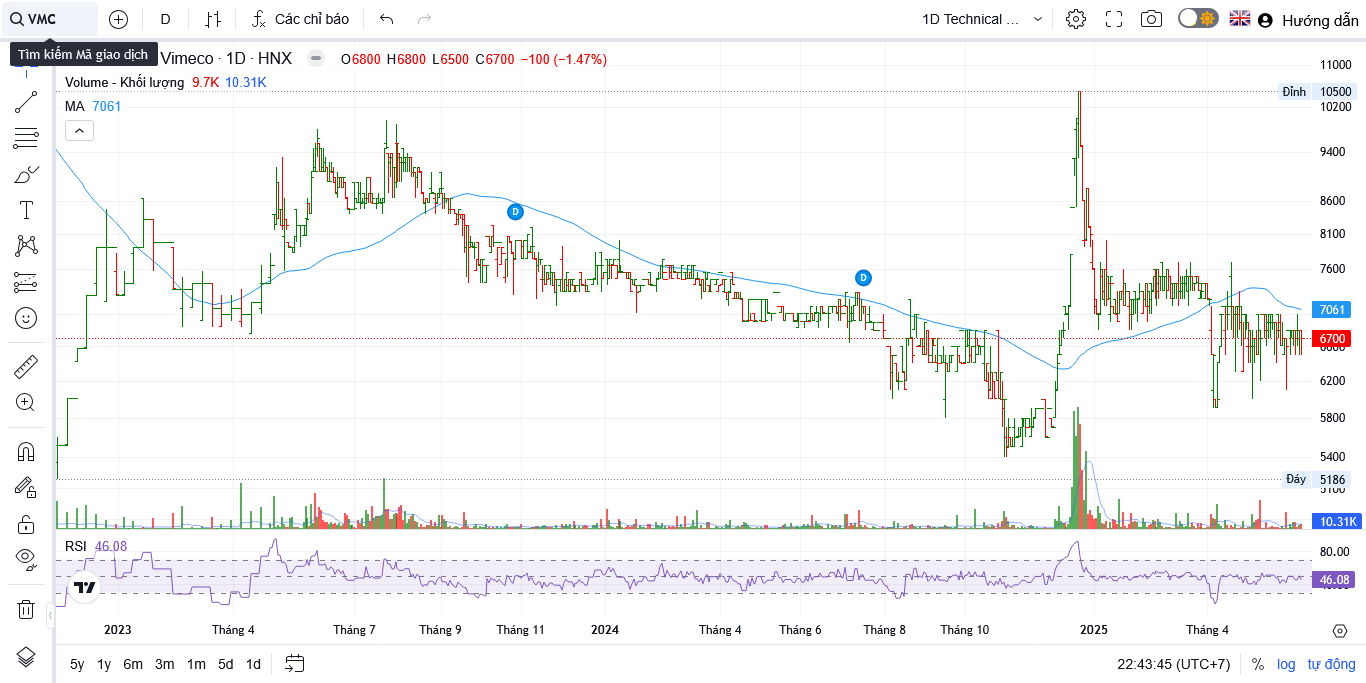 VMC
D
Các chỉ báo
1D Technical ...
Hướng dẫn
Tìm kiếm Mã giao dịch
Vimeco · 1D · HNX
O6800 H6800 L6500 C6700 −100 (−1.47%)
Volume - Khối lượng 9.7K 10.31K
MA 7061
11000
Đỉnh 10500
10200
9400
8600
8100
7600
D
D
7061
6700
6200
5800
5400
Đáy 5186
5100
10.31K
RSI 46.08
80.00
46.08
2023 Tháng 4 Tháng 7 Tháng 9 Tháng 11 2024 Tháng 4 Tháng 6 Tháng 8 Tháng 10 2025 Tháng 4
5y 1y 6m 3m 1m 5d 1d
22:43:45 (UTC+7) % log tự động